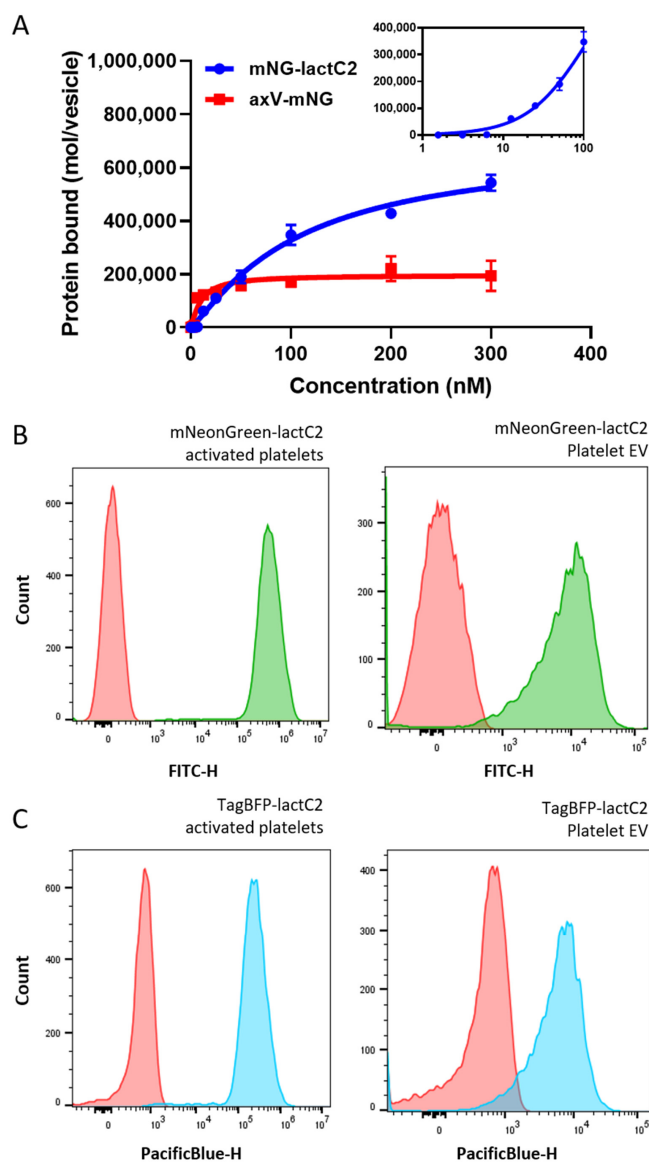 A
Protein bound (mol/vesicle)
1,000,000
800,000
600,000
400,000
200,000
0
0 100 200 300 400
Concentration (nM)
mNG-lactC2
axV-mNG
400,000
300,000
200,000
100,000
0
1 10 100
B
mNeonGreen-lactC2
activated platelets
Count
600
400
200
0
0 10³ 10⁴ 10⁵ 10⁶ 10⁷
FITC-H
mNeonGreen-lactC2
Platelet EV
300
200
100
0
0 10³ 10⁴ 10⁵
FITC-H
C
TagBFP-lactC2
activated platelets
Count
600
400
200
0
0 10³ 10⁴ 10⁵ 10⁶ 10⁷
PacificBlue-H
TagBFP-lactC2
Platelet EV
400
300
200
100
0
0 10³ 10⁴ 10⁵
PacificBlue-H